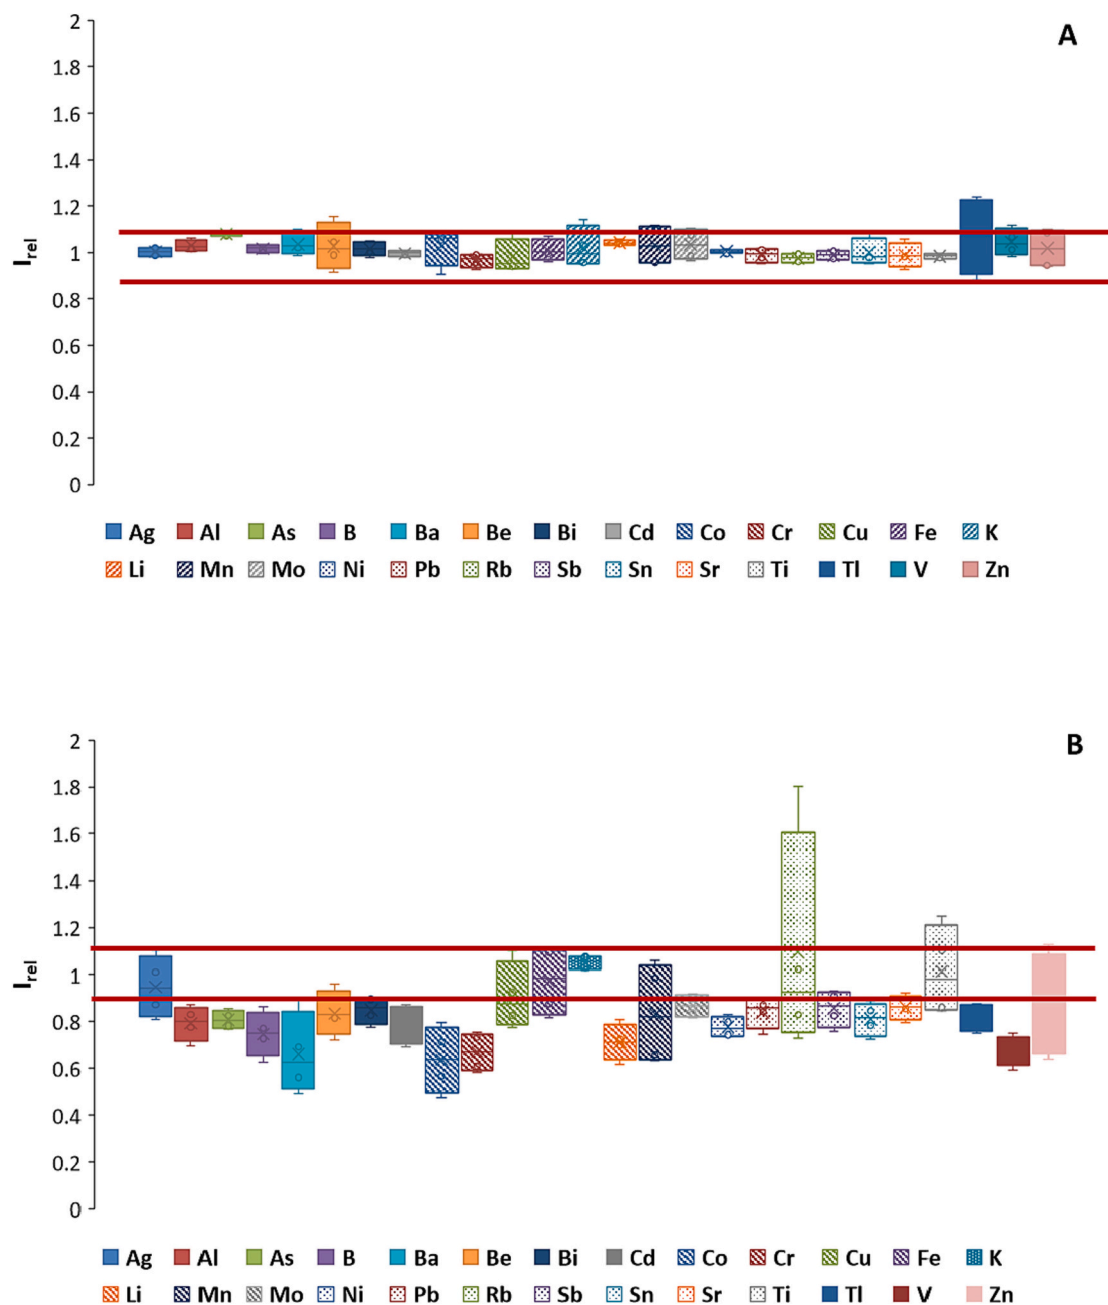 A
2
1.8
1.6
1.4
1.2
1
0.8
0.6
0.4
0.2
0
Irel
Ag Al As B Ba Be Bi Cd Co Cr Cu Fe K
Li Mn Mo Ni Pb Rb Sb Sn Sr Ti Tl V Zn
B
2
1.8
1.6
1.4
1.2
1
0.8
0.6
0.4
0.2
0
Irel
Ag Al As B Ba Be Bi Cd Co Cr Cu Fe K
Li Mn Mo Ni Pb Rb Sb Sn Sr Ti Tl V Zn